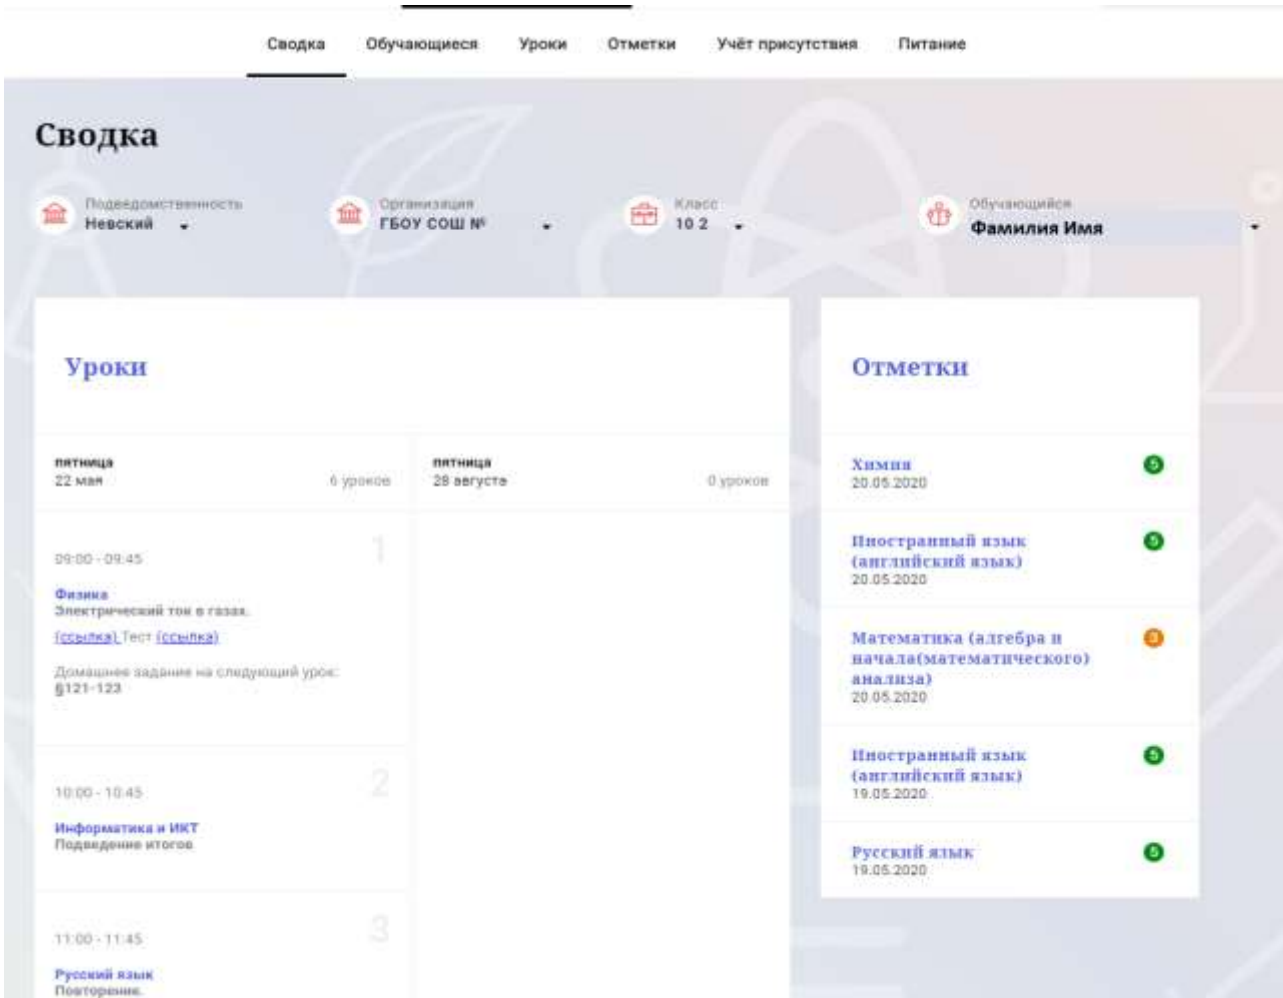 Сводка Обучающиеся Уроки Отметки Учёт присутствия Питание
Сводка
Подведомственность
Невский
Организация
ГБОУ СОШ №
Класс
10 2
Обучающийся
Фамилия Имя
Уроки
пятница
22 мая
6 уроков
пятница
28 августа
0 уроков
1
09:00 - 09:45
Физика
Электрический ток в газах.
(ссылка) Тест (ссылка)
Домашнее задание на следующий урок:
§121-123
2
10:00 - 10:45
Информатика и ИКТ
Подведение итогов
3
11:00 - 11:45
Русский язык
Повторение.
Отметки
Химия
20.05.2020
5
Иностранный язык
(английский язык)
20.05.2020
5
Математика (алгебра и
начала(математического)
анализа)
20.05.2020
3
Иностранный язык
(английский язык)
19.05.2020
5
Русский язык
19.05.2020
5